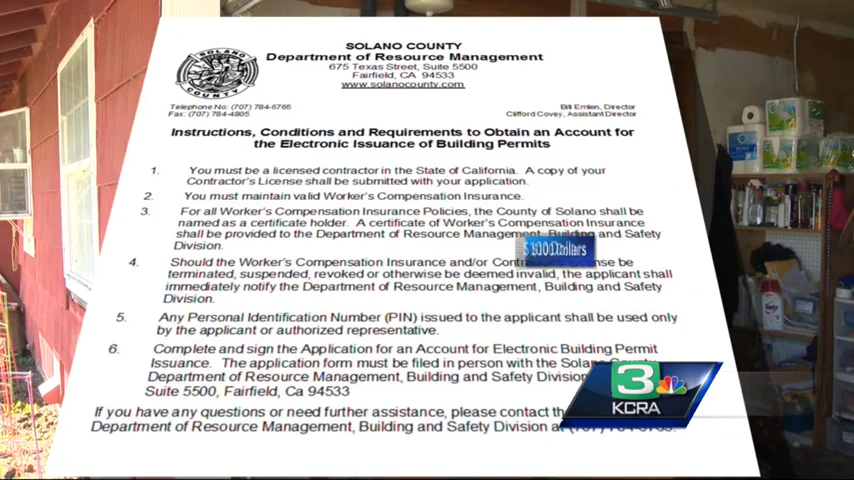 SOLANO COUNTY
Department of Resource Management
675 Texas Street, Suite 5500
Fairfield, CA 94533
www.solanocounty.com
SOLANO
COUNTY
Telephone No: (707) 784-6765
Fax: (707) 784-4805
Bill Emlen, Director
Clifford Covey, Assistant Director
Instructions, Conditions and Requirements to Obtain an Account for
the Electronic Issuance of Building Permits
1. You must be a licensed contractor in the State of California. A copy of your
Contractor's License shall be submitted with your application.
2. You must maintain valid Worker's Compensation Insurance.
3. For all Worker's Compensation Insurance Policies, the County of Solano shall be
named as a certificate holder. A certificate of Worker's Compensation Insurance
shall be provided to the Department of Resource Management, Building and Safety
Division.
4. Should the Worker's Compensation Insurance and/or be
terminated, suspended, revoked or otherwise be deemed invalid, the applicant shall
immediately notify the Department of Resource Management, Building and Safety
Division.
5. Any Personal Identification Number (PIN) issued to the applicant shall be used only
by the applicant or authorized representative.
6. Complete and sign the Application for an Account for Electronic Building Permit
Issuance. The application form must be filed in person with the Solano
Department of Resource Management, Building and Safety Division
Suite 5500, Fairfield, Ca 94533
If you have any questions or need further assistance, please contact
Department of Resource Management, Building and Safety Division at
Dollars
3
KCRA